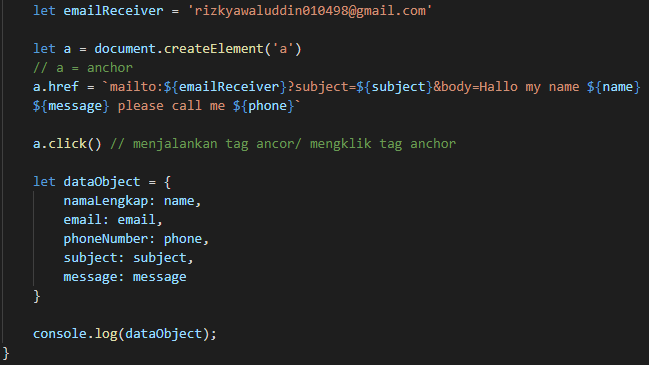 let emailReceiver = 'rizkyawaluddin010498@gmail.com'
let a = document.createElement('a')
// a = anchor
a.href = `mailto:${emailReceiver}?subject=${subject}&body=Hallo my name ${name}
${message} please call me ${phone}`
a.click() // menjalankan tag ancor/ mengklik tag anchor
let dataObject = {
namaLengkap: name,
email: email,
phoneNumber: phone,
subject: subject,
message: message
}
console.log(dataObject);
}